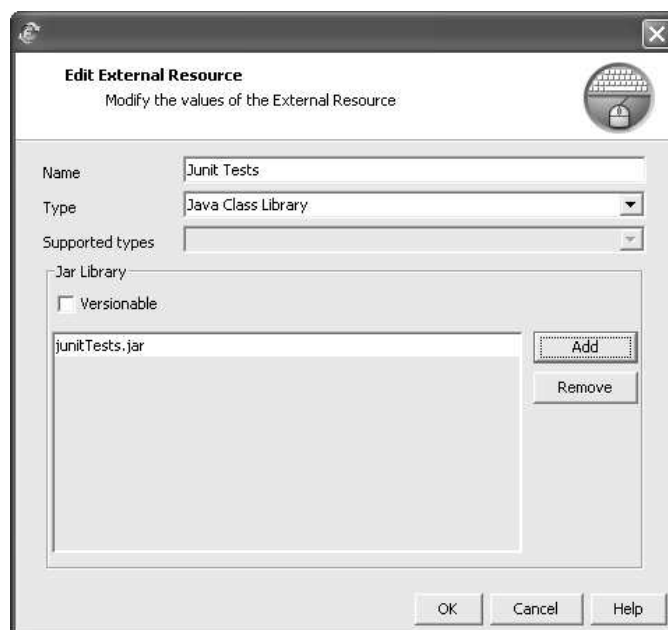 Edit External Resource
Modify the values of the External Resource
Name
Junit Tests
Type
Java Class Library
Supported types
Jar Library
Versionable
junitTests.jar
Add
Remove
OK
Cancel
Help